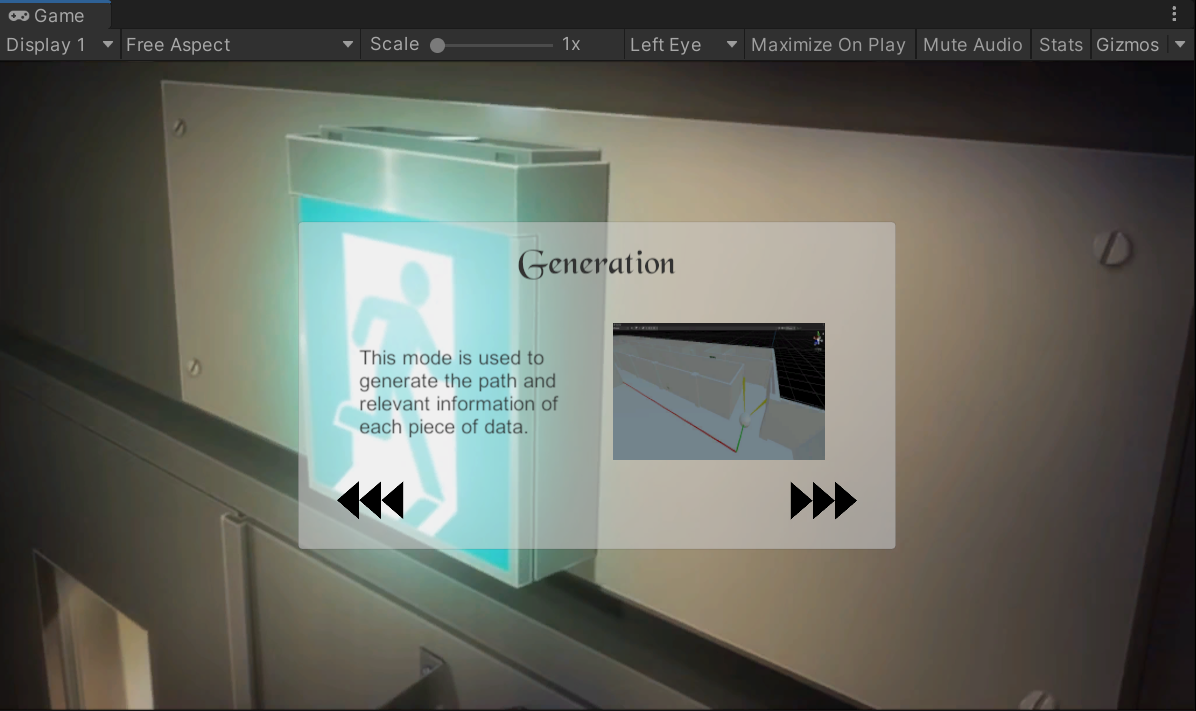 Game
Display 1 Free Aspect Scale 1x Left Eye Maximize On Play Mute Audio Stats Gizmos
Generation
This mode is used to
generate the path and
relevant information of
each piece of data.